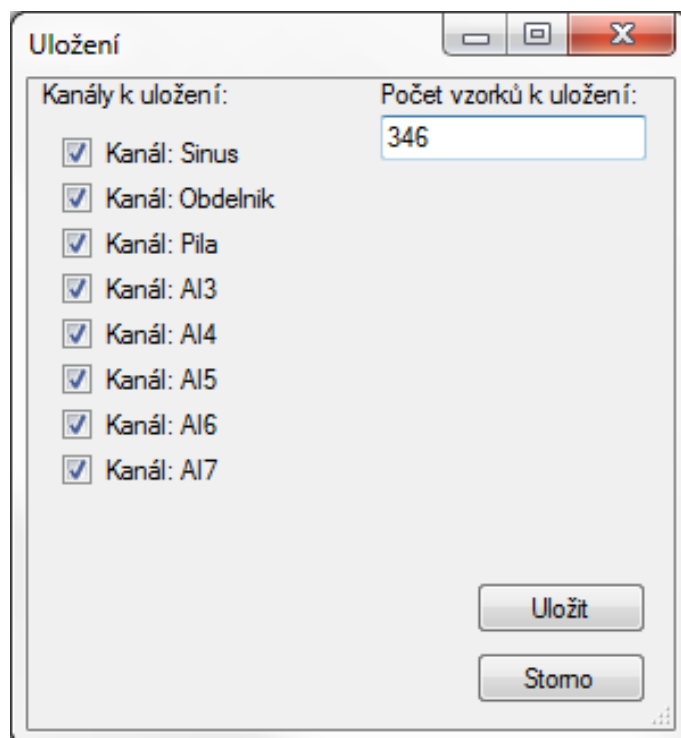 Uložení
Kanály k uložení:
Kanál: Sinus
Kanál: Obdelnik
Kanál: Pila
Kanál: AI3
Kanál: AI4
Kanál: AI5
Kanál: AI6
Kanál: AI7
Počet vzorků k uložení:
346
Uložit
Storno